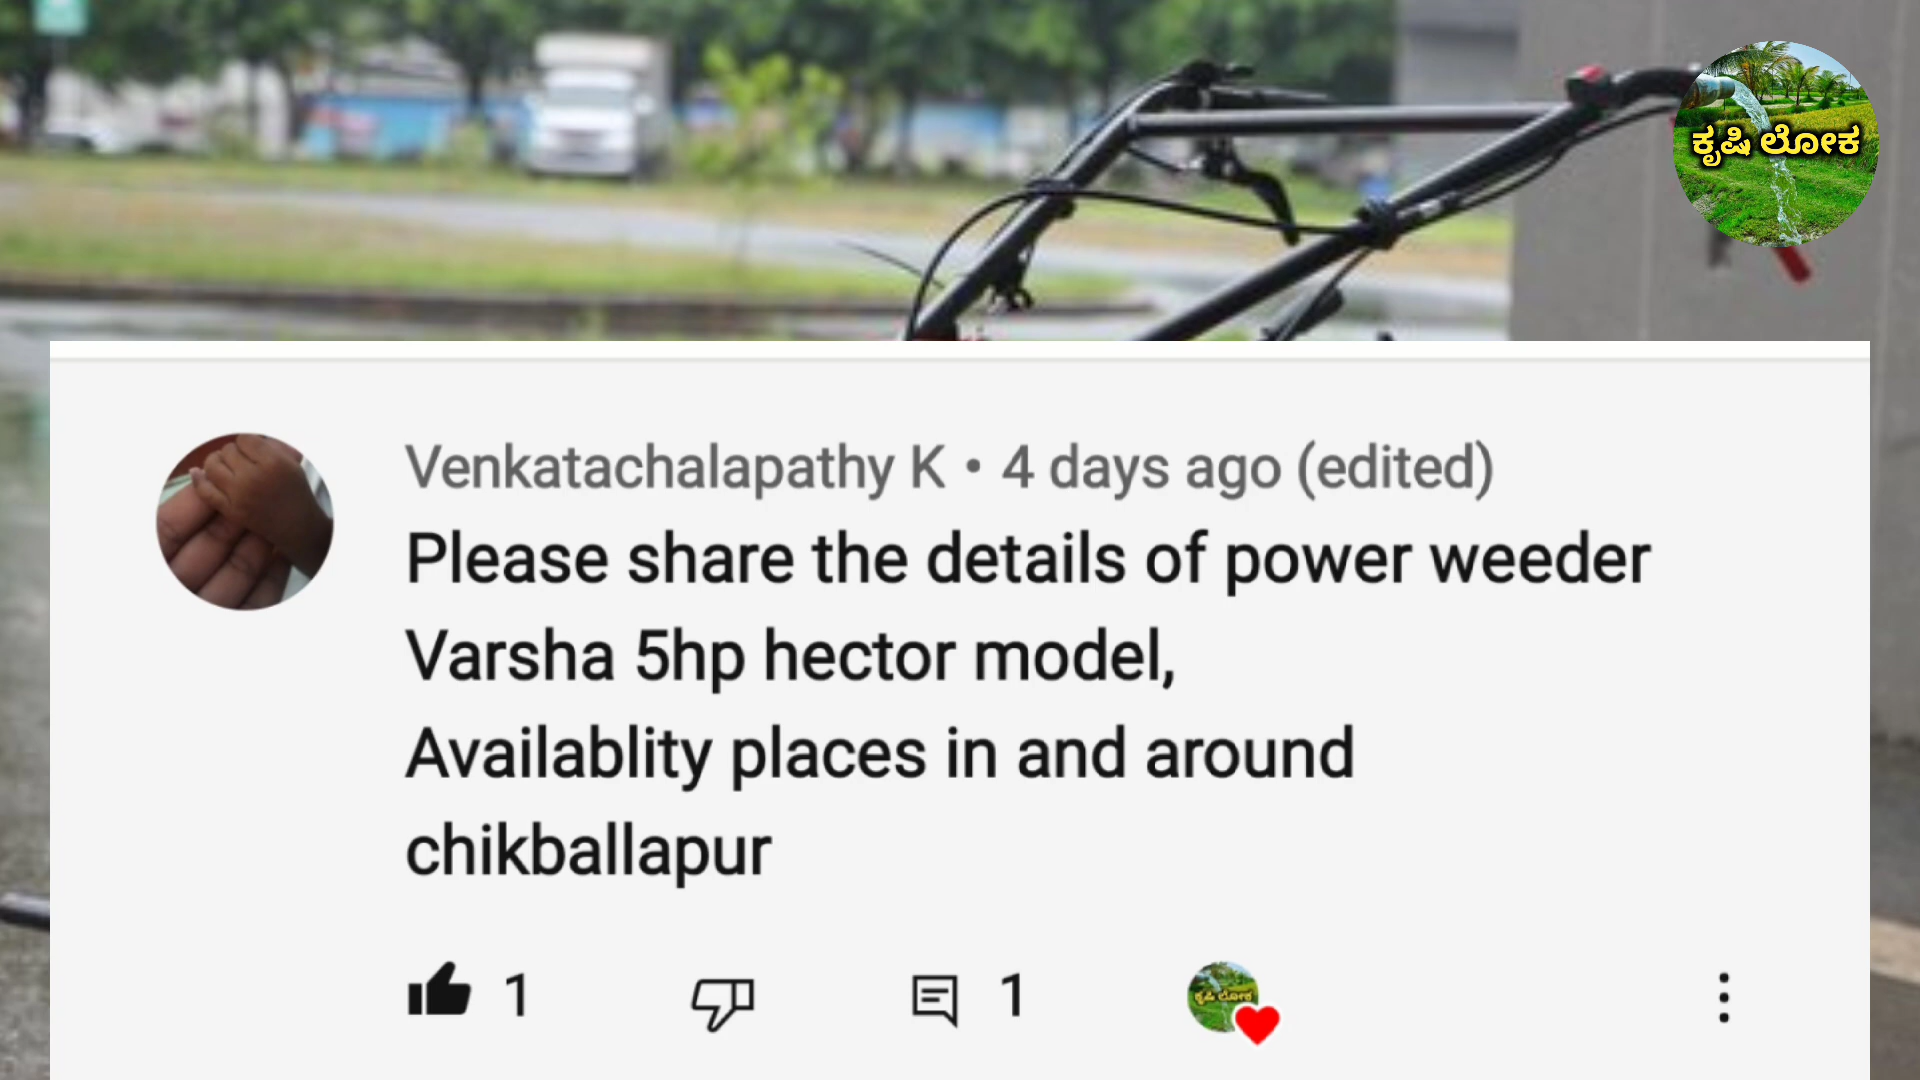 ಕೃಷಿ ಲೋಕ
Venkatachalapathy K • 4 days ago (edited)
Please share the details of power weeder
Varsha 5hp hector model,
Availablity places in and around
chikballapur
1 1 ಕೃಷಿ ಲೋಕ